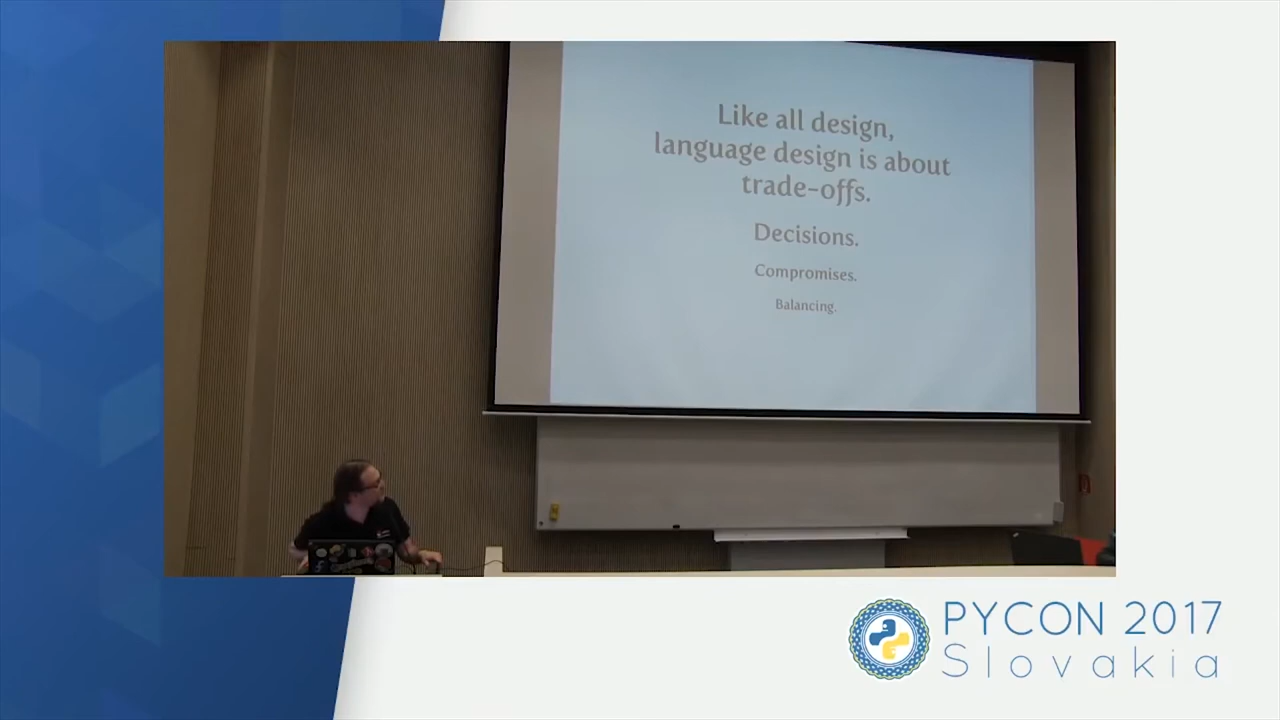 Like all design,
language design is about
trade-offs.
Decisions.
Compromises.
Balancing.
PYCON 2017
Slovakia